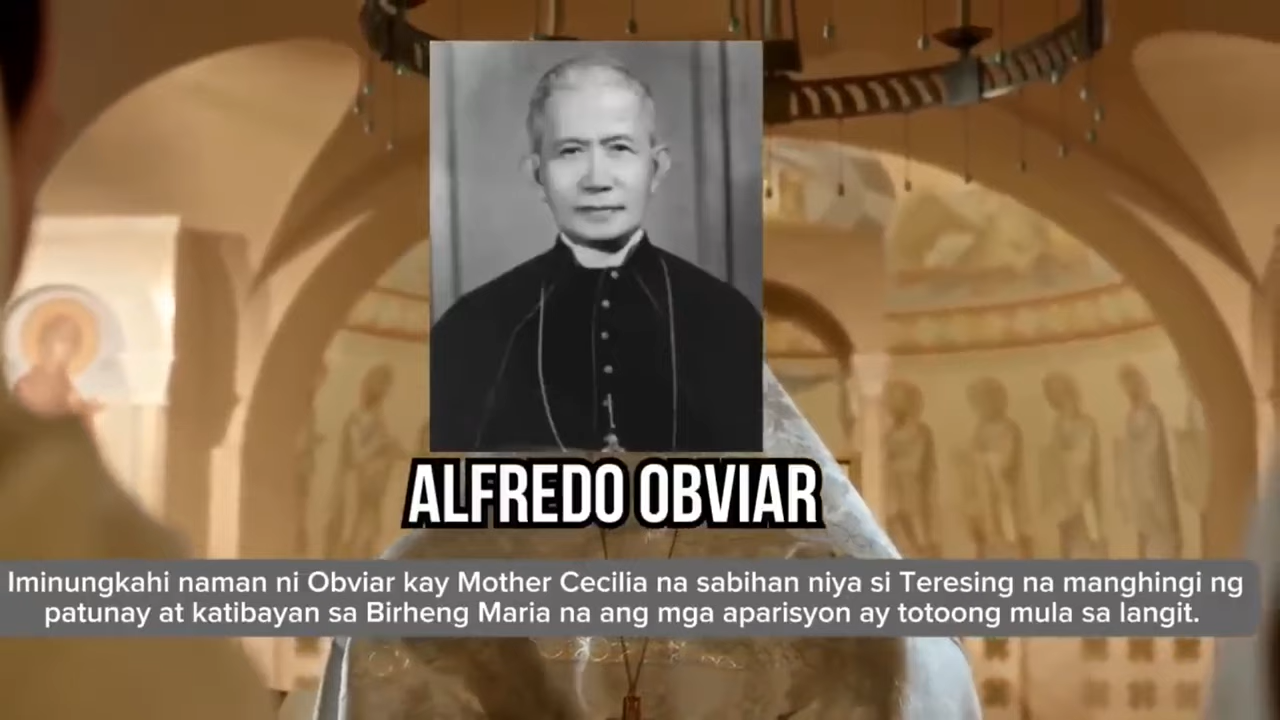 ALFREDO OBVIAR
Iminungkahi naman ni Obviar kay Mother Cecilia na sabihan niya si Teresing na manghingi ng
patunay at katibayan sa Birheng Maria na ang mga aparisyon ay totoong mula sa langit.